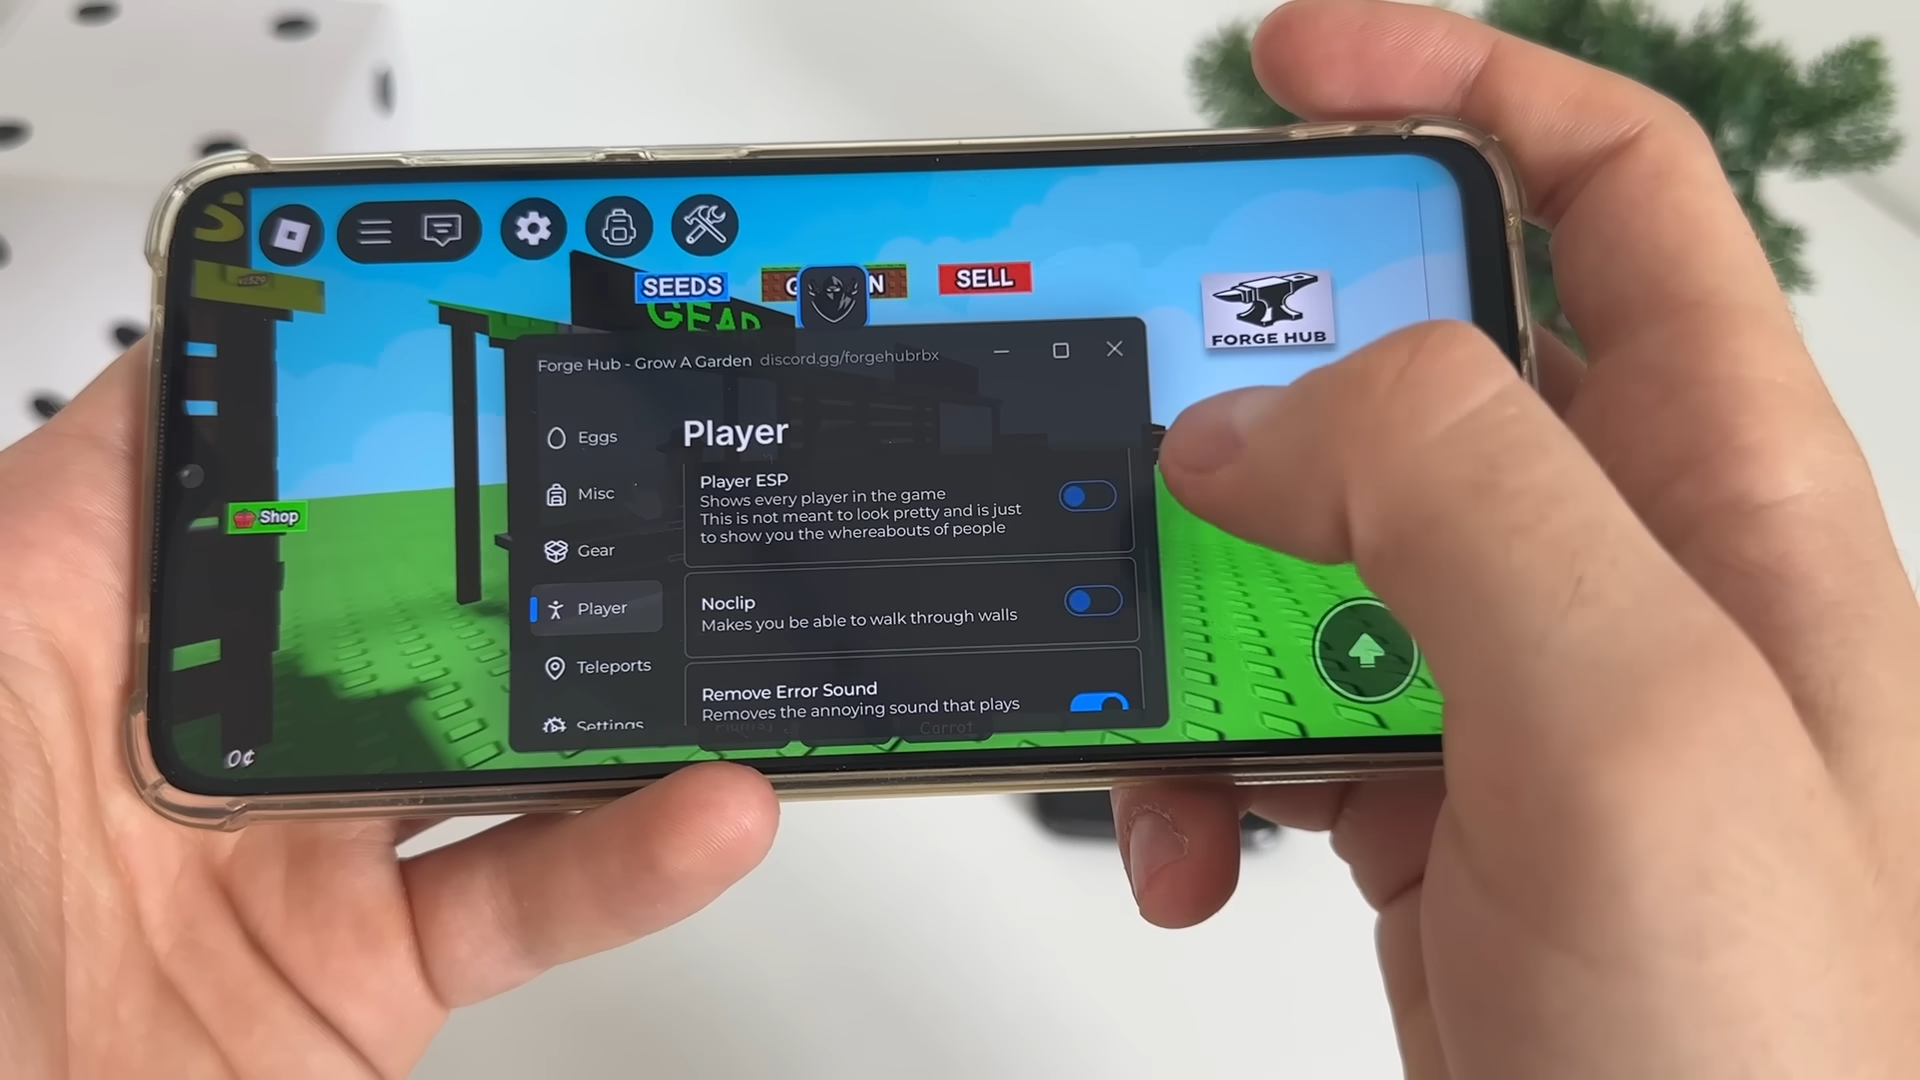 SEEDS
SELL
GEAR
FORGE HUB
Forge Hub - Grow A Garden discord.gg/forgehubrbx
Eggs
Misc
Gear
Player
Teleports
Settings
Player
Player ESP
Shows every player in the game
This is not meant to look pretty and is just
to show you the whereabouts of people
Noclip
Makes you be able to walk through walls
Remove Error Sound
Removes the annoying sound that plays
Shop
Carrot
0¢